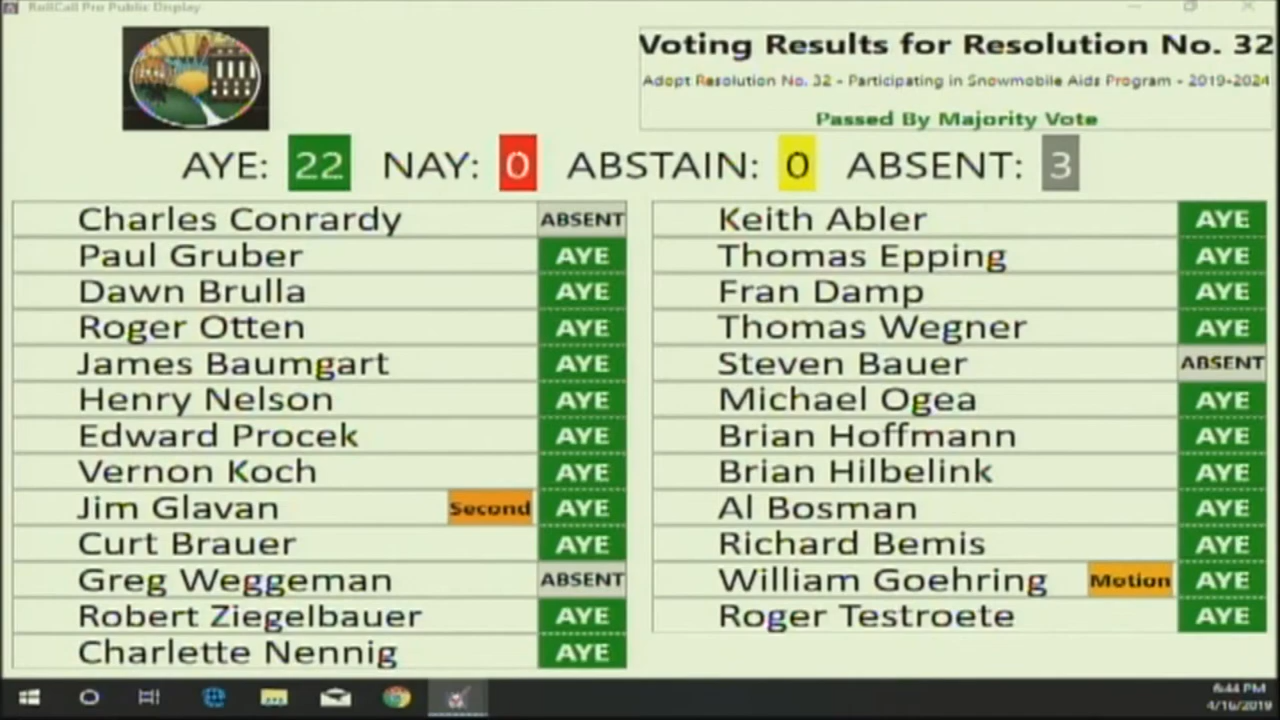 RollCall Pro Public Display
Voting Results for Resolution No. 32
Adopt Resolution No. 32 - Participating in Snowmobile Aids Program - 2019-2024
Passed By Majority Vote
AYE: 22 NAY: 0 ABSTAIN: 0 ABSENT: 3
Charles Conrardy ABSENT
Paul Gruber AYE
Dawn Brulla AYE
Roger Otten AYE
James Baumgart AYE
Henry Nelson AYE
Edward Procek AYE
Vernon Koch AYE
Jim Glavan Second AYE
Curt Brauer AYE
Greg Weggeman ABSENT
Robert Ziegelbauer AYE
Charlette Nennig AYE
Keith Abler AYE
Thomas Epping AYE
Fran Damp AYE
Thomas Wegner AYE
Steven Bauer ABSENT
Michael Ogea AYE
Brian Hoffmann AYE
Brian Hilbelink AYE
Al Bosman AYE
Richard Bemis AYE
William Goehring Motion AYE
Roger Testroete AYE
6:44 PM
4/16/2019